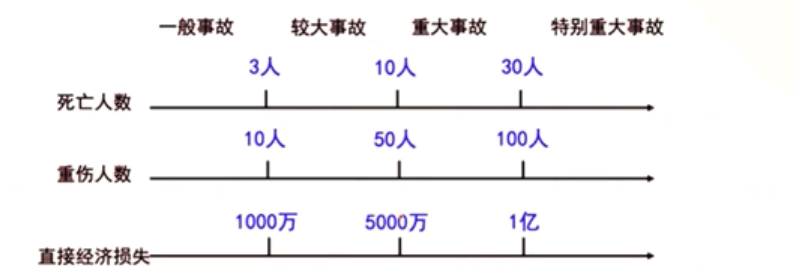 一般事故 较大事故 重大事故 特别重大事故
3人 10人 30人
死亡人数
10人 50人 100人
重伤人数
1000万 5000万 1亿
直接经济损失